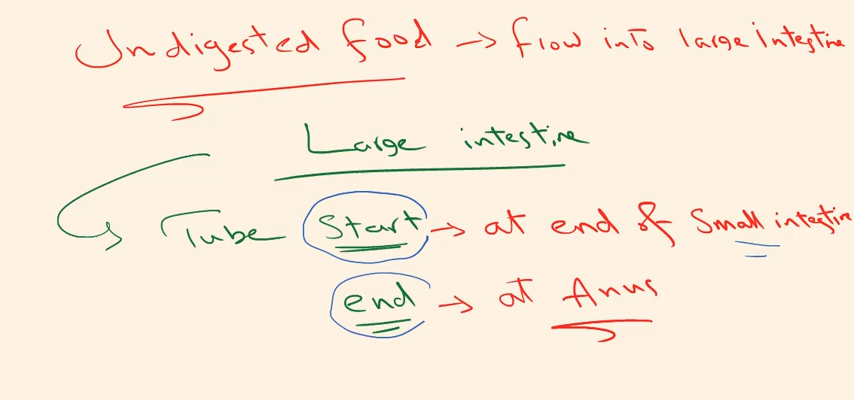 Undigested food → flow into large intestine
Large intestine
Tube Start → at end of Small intestine
end → at Anus